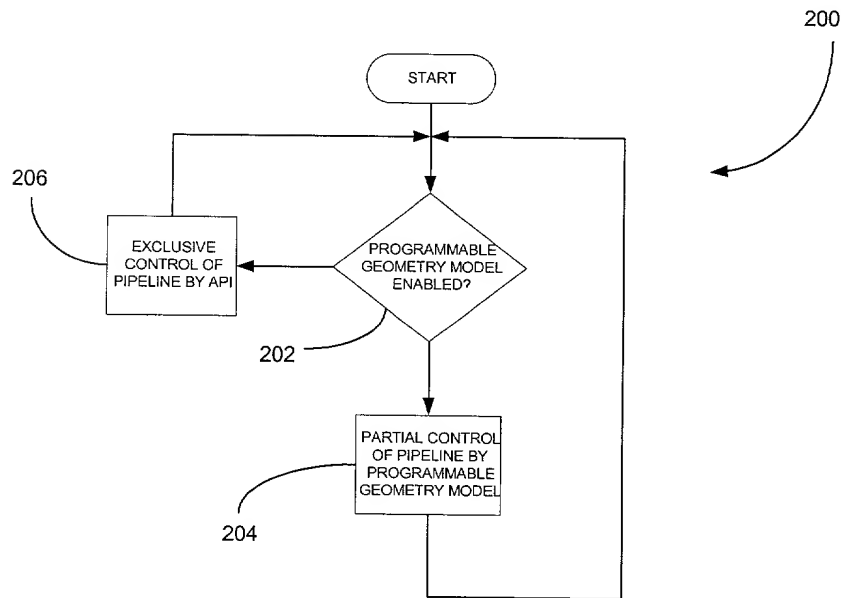 200
START
206
EXCLUSIVE
CONTROL OF
PIPELINE BY API
PROGRAMMABLE
GEOMETRY MODEL
ENABLED?
202
PARTIAL CONTROL
OF PIPELINE BY
PROGRAMMABLE
GEOMETRY MODEL
204